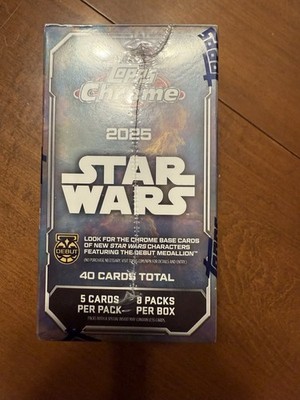 Topps
Chrome
2025
STAR
WARS
LOOK FOR THE CHROME BASE CARDS
OF NEW STAR WARS CHARACTERS
FEATURING THE DEBUT MEDALLION
DEBUT
40 CARDS TOTAL
5 CARDS 8 PACKS
PER PACK PER BOX